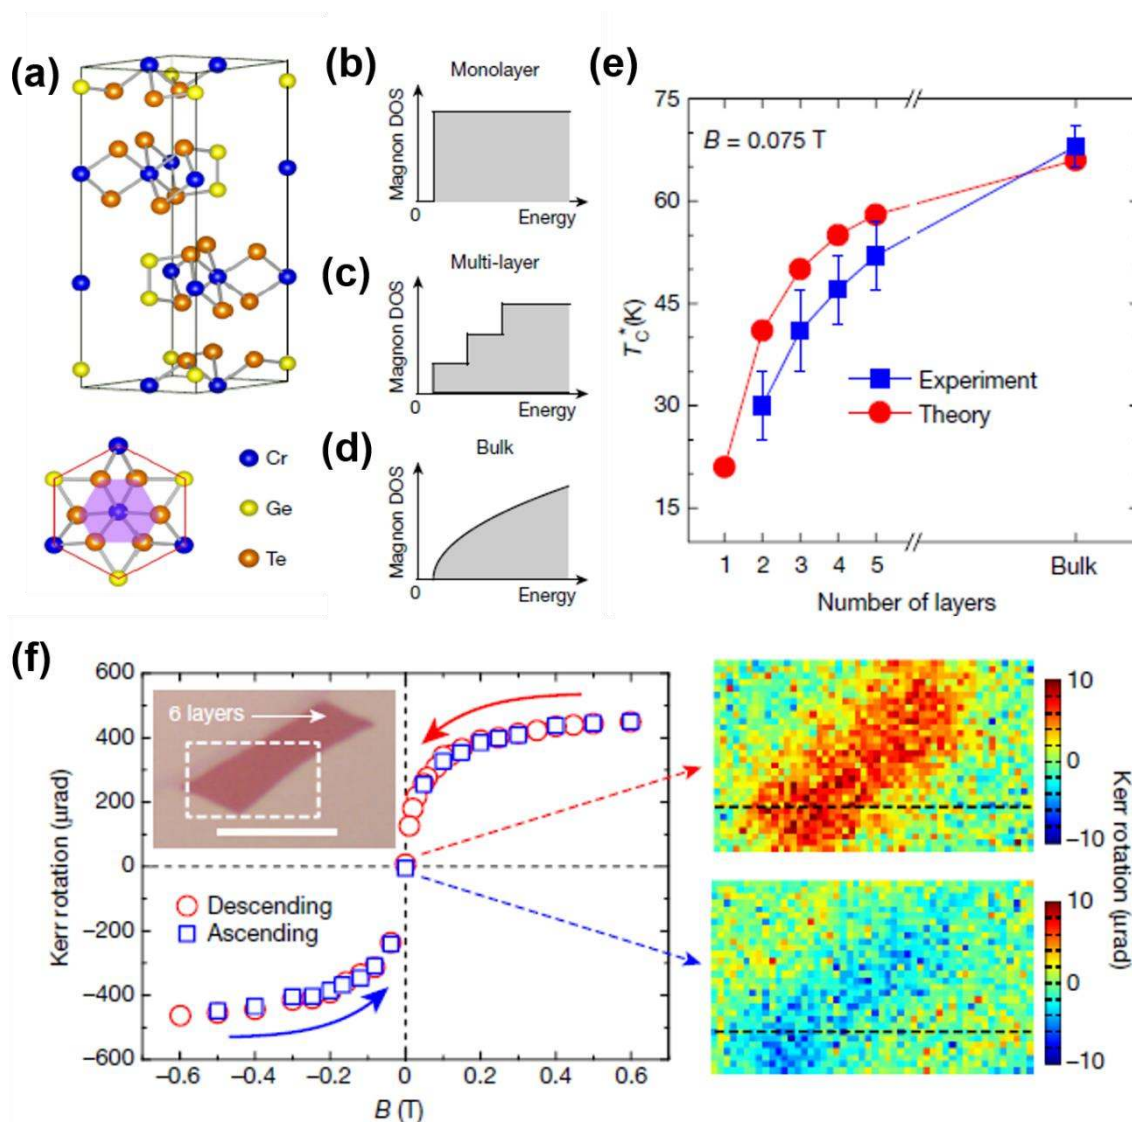 (a)
Cr
Ge
Te
(b)
Monolayer
Magnon DOS
0
Energy
(c)
Multi-layer
Magnon DOS
0
Energy
(d)
Bulk
Magnon DOS
0
Energy
(e)
B = 0.075 T
T_C^* (K)
75
60
45
30
15
Experiment
Theory
1 2 3 4 5 Bulk
Number of layers
(f)
Kerr rotation (μrad)
600
400
200
0
−200
−400
−600
6 layers
Descending
Ascending
−0.6 −0.4 −0.2 0 0.2 0.4 0.6
B (T)
10
0
−10
10
0
−10
Kerr rotation (μrad)